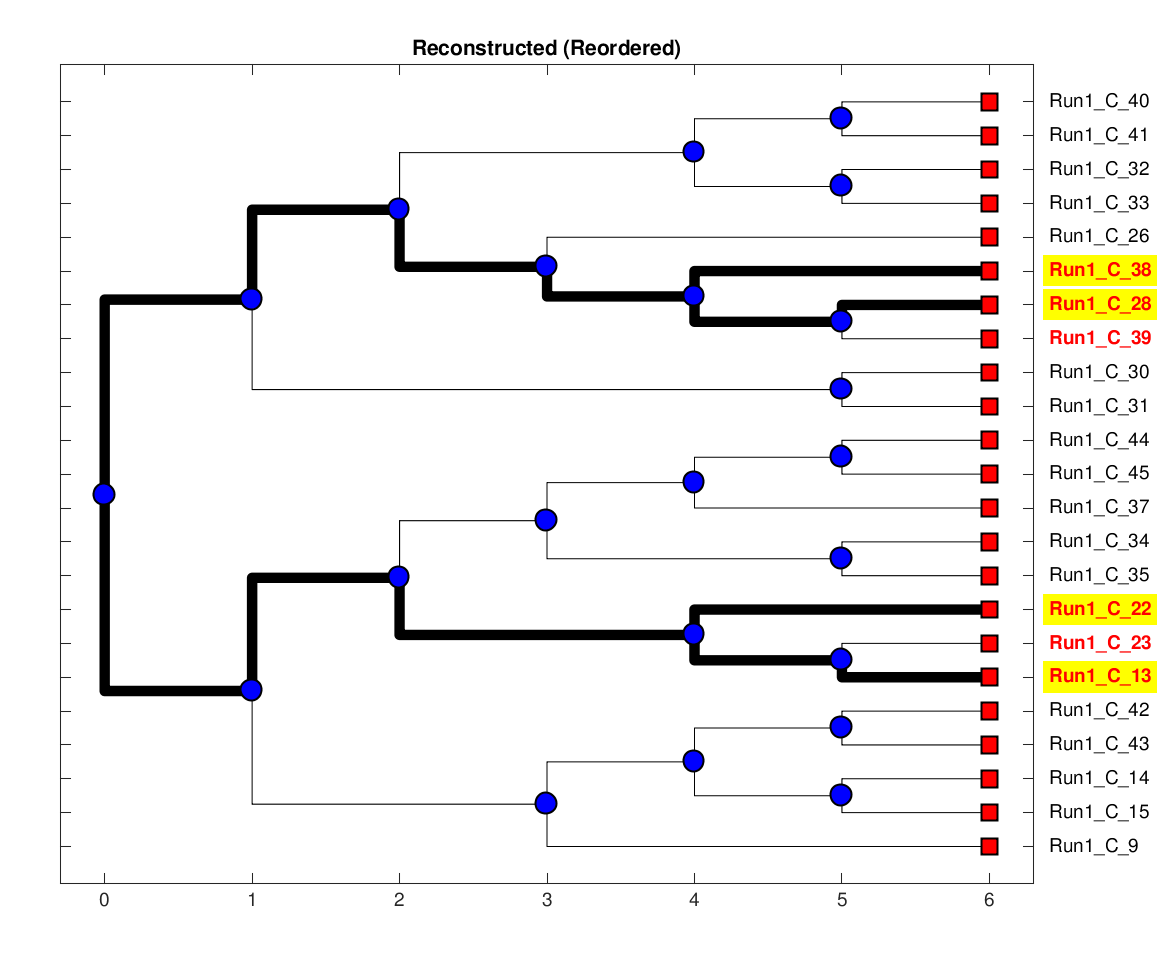 Reconstructed (Reordered)
Run1_C_40
Run1_C_41
Run1_C_32
Run1_C_33
Run1_C_26
Run1_C_38
Run1_C_28
Run1_C_39
Run1_C_30
Run1_C_31
Run1_C_44
Run1_C_45
Run1_C_37
Run1_C_34
Run1_C_35
Run1_C_22
Run1_C_23
Run1_C_13
Run1_C_42
Run1_C_43
Run1_C_14
Run1_C_15
Run1_C_9
0 1 2 3 4 5 6